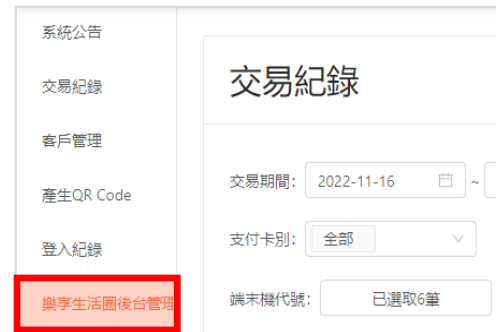 系統公告
交易紀錄
客戶管理
產生QR Code
登入紀錄
樂享生活圈後台管理
交易紀錄
交易期間： 2022-11-16 ~
支付卡別： 全部
端末機代號： 已選取6筆